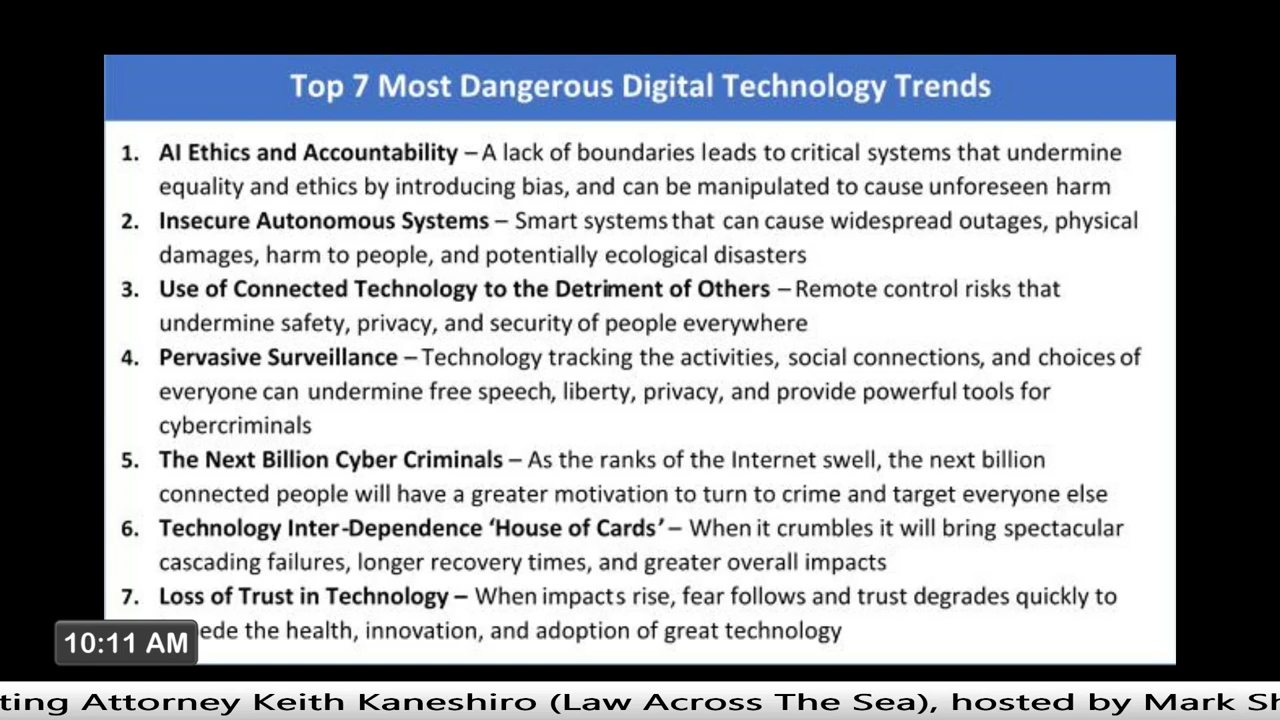 Top 7 Most Dangerous Digital Technology Trends
1. AI Ethics and Accountability – A lack of boundaries leads to critical systems that undermine
equality and ethics by introducing bias, and can be manipulated to cause unforeseen harm
2. Insecure Autonomous Systems – Smart systems that can cause widespread outages, physical
damages, harm to people, and potentially ecological disasters
3. Use of Connected Technology to the Detriment of Others – Remote control risks that
undermine safety, privacy, and security of people everywhere
4. Pervasive Surveillance – Technology tracking the activities, social connections, and choices of
everyone can undermine free speech, liberty, privacy, and provide powerful tools for
cybercriminals
5. The Next Billion Cyber Criminals – As the ranks of the Internet swell, the next billion
connected people will have a greater motivation to turn to crime and target everyone else
6. Technology Inter-Dependence ‘House of Cards’ – When it crumbles it will bring spectacular
cascading failures, longer recovery times, and greater overall impacts
7. Loss of Trust in Technology – When impacts rise, fear follows and trust degrades quickly to
the health, innovation, and adoption of great technology
10:11 AM
Attorney Keith Kaneshiro (Law Across The Sea), hosted by Mark